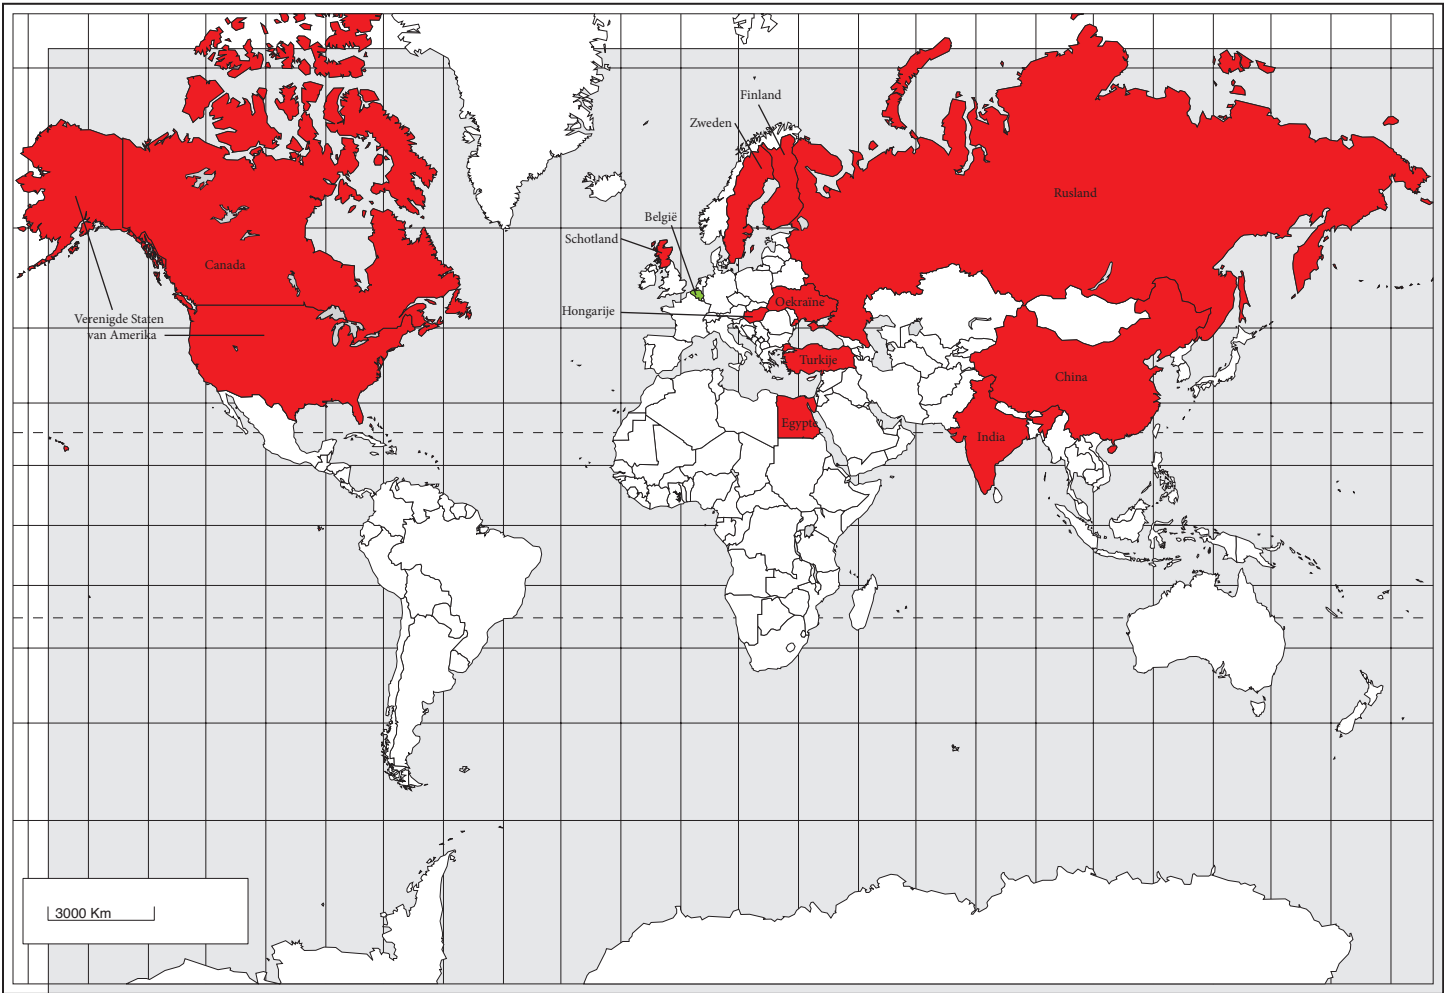 Finland
Zweden
Rusland
België
Schotland
Canada
Oekraïne
Hongarije
Verenigde Staten
van Amerika
Turkije
China
Egypte
India
3000 Km